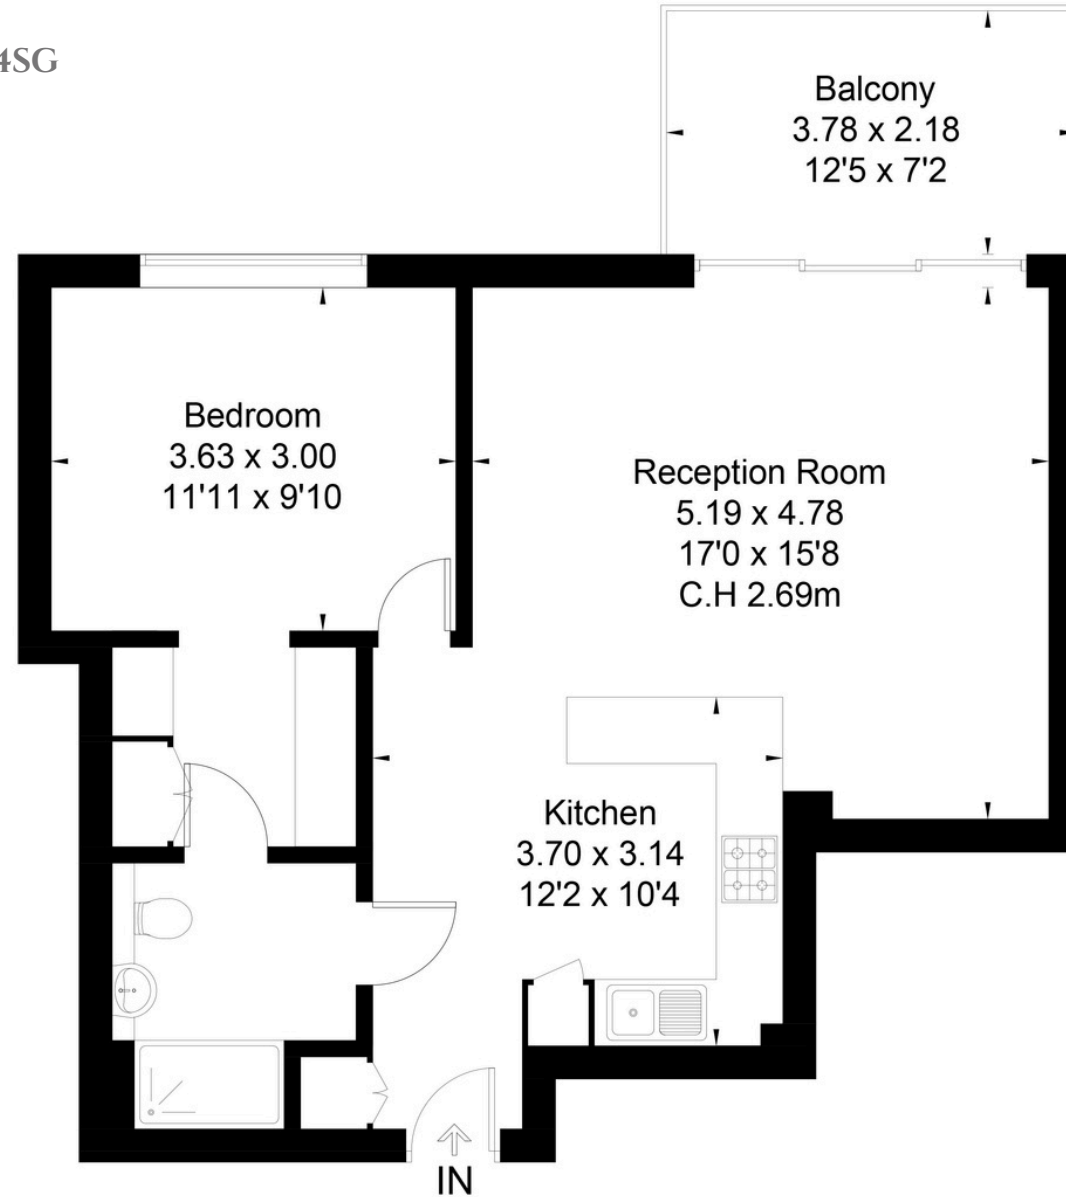 4SG
Balcony
3.78 x 2.18
12'5 x 7'2
Bedroom
3.63 x 3.00
11'11 x 9'10
Reception Room
5.19 x 4.78
17'0 x 15'8
C.H 2.69m
Kitchen
3.70 x 3.14
12'2 x 10'4
IN